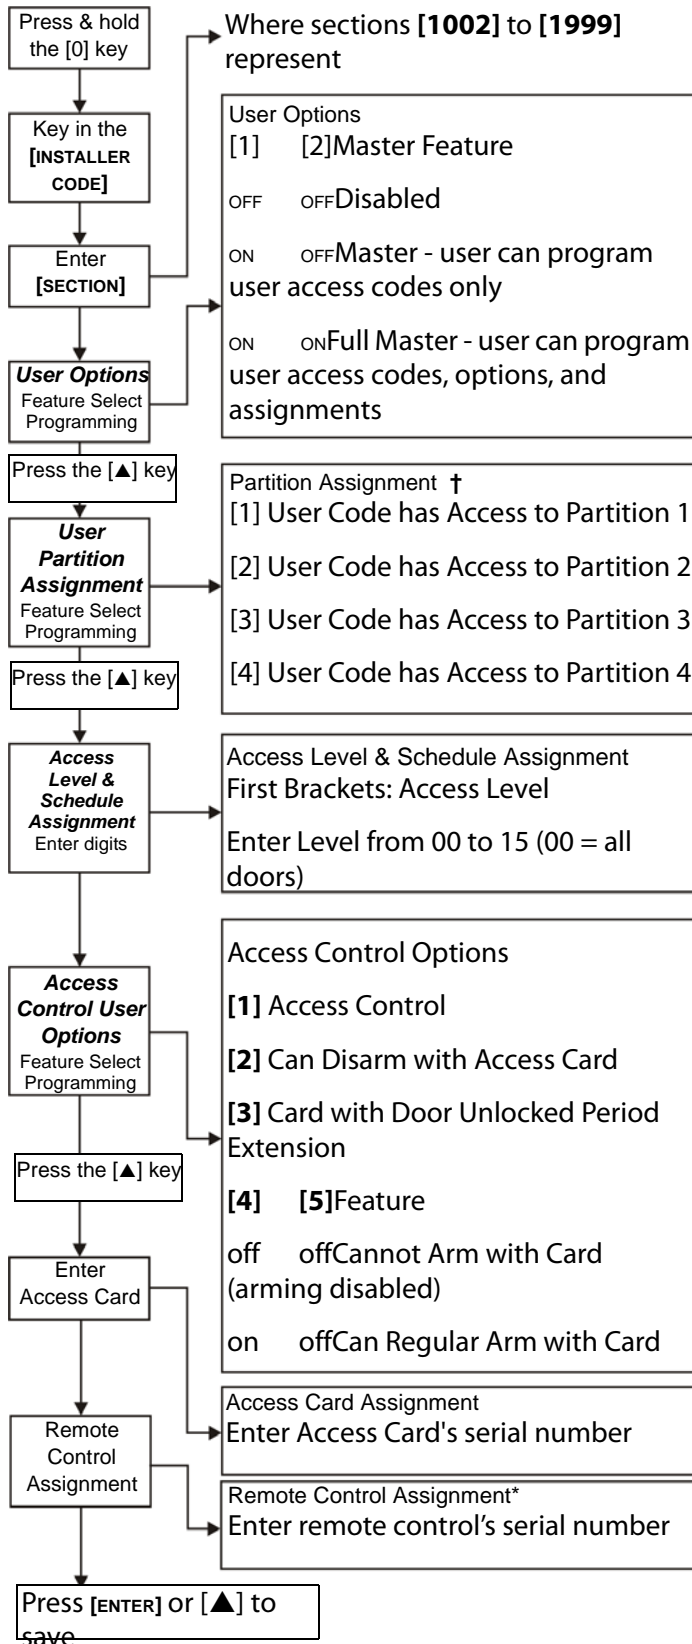 Press & hold
the [0] key
Where sections [1002] to [1999]
represent
Key in the
[INSTALLER
CODE]
User Options
[1] [2]Master Feature
OFF OFFDisabled
ON OFFMaster - user can program
user access codes only
ON ONFull Master - user can program
user access codes, options, and
assignments
Enter
[SECTION]
User Options
Feature Select
Programming
Press the [▲] key
Partition Assignment †
[1] User Code has Access to Partition 1
[2] User Code has Access to Partition 2
[3] User Code has Access to Partition 3
[4] User Code has Access to Partition 4
User
Partition
Assignment
Feature Select
Programming
Press the [▲] key
Access
Level &
Schedule
Assignment
Enter digits
Access Level & Schedule Assignment
First Brackets: Access Level
Enter Level from 00 to 15 (00 = all
doors)
Access
Control User
Options
Feature Select
Programming
Access Control Options
[1] Access Control
[2] Can Disarm with Access Card
[3] Card with Door Unlocked Period
Extension
[4] [5]Feature
off offCannot Arm with Card
(arming disabled)
on offCan Regular Arm with Card
Press the [▲] key
Enter
Access Card
Access Card Assignment
Enter Access Card's serial number
Remote
Control
Assignment
Remote Control Assignment*
Enter remote control's serial number
Press [ENTER] or [▲] to
save